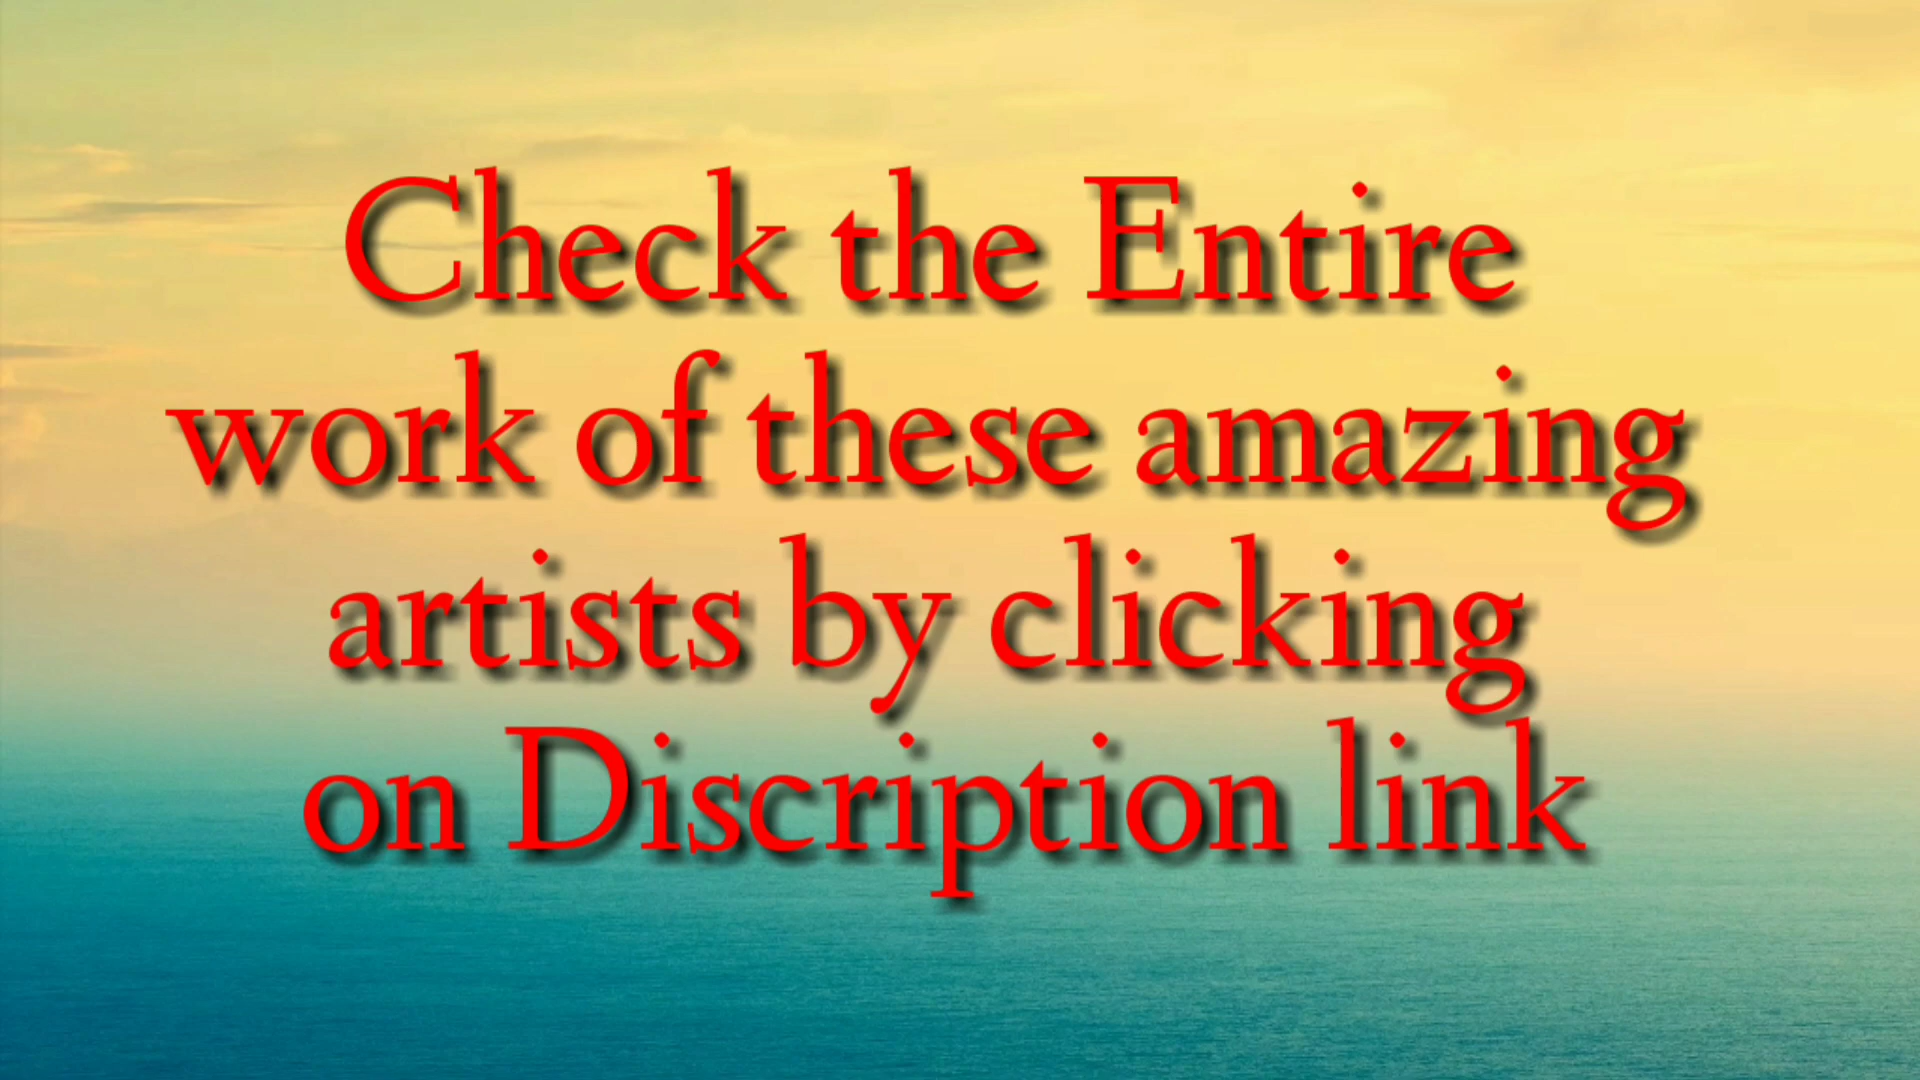 Check the Entire
work of these amazing
artists by clicking
on Discription link